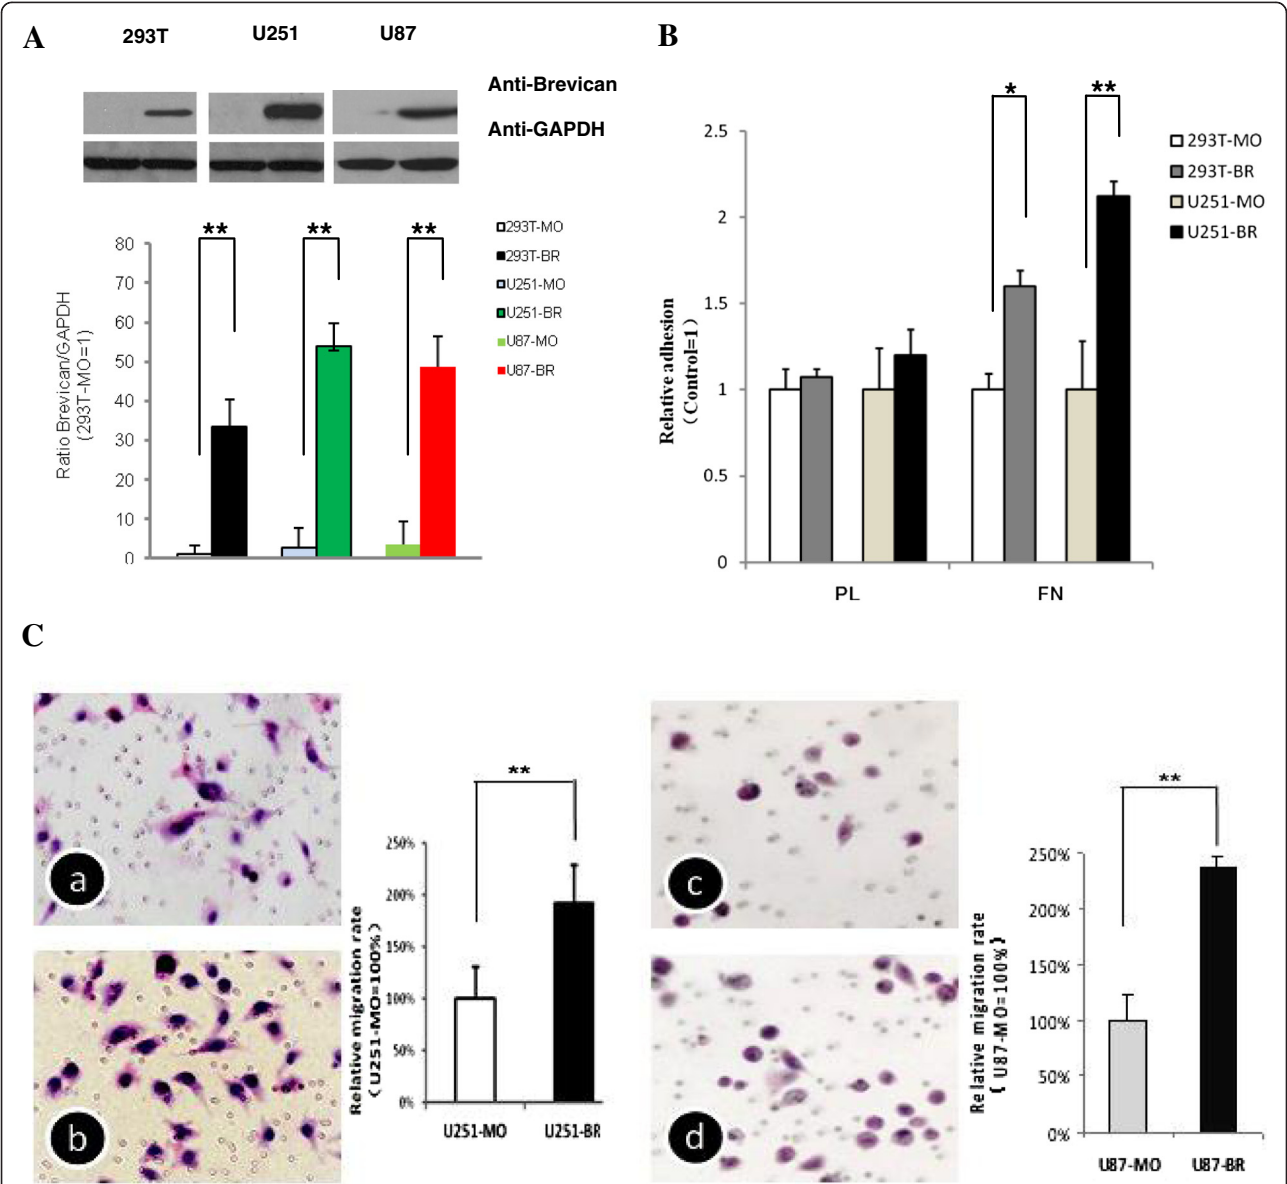 A
293T U251 U87
Anti-Brevican
Anti-GAPDH
** ** **
Ratio Brevican/GAPDH
(293T-MO=1)
80
70
60
50
40
30
20
10
0
293T-MO
293T-BR
U251-MO
U251-BR
U87-MO
U87-BR
B
* **
Relative adhesion
(Control=1)
2.5
2
1.5
1
0.5
0
PL FN
293T-MO
293T-BR
U251-MO
U251-BR
C
a
b
**
Relative migration rate
(U251-MO=100%)
250%
200%
150%
100%
50%
0%
U251-MO U251-BR
c
d
**
Relative migration rate
( U87-MO=100%)
250%
200%
150%
100%
50%
0%
U87-MO U87-BR